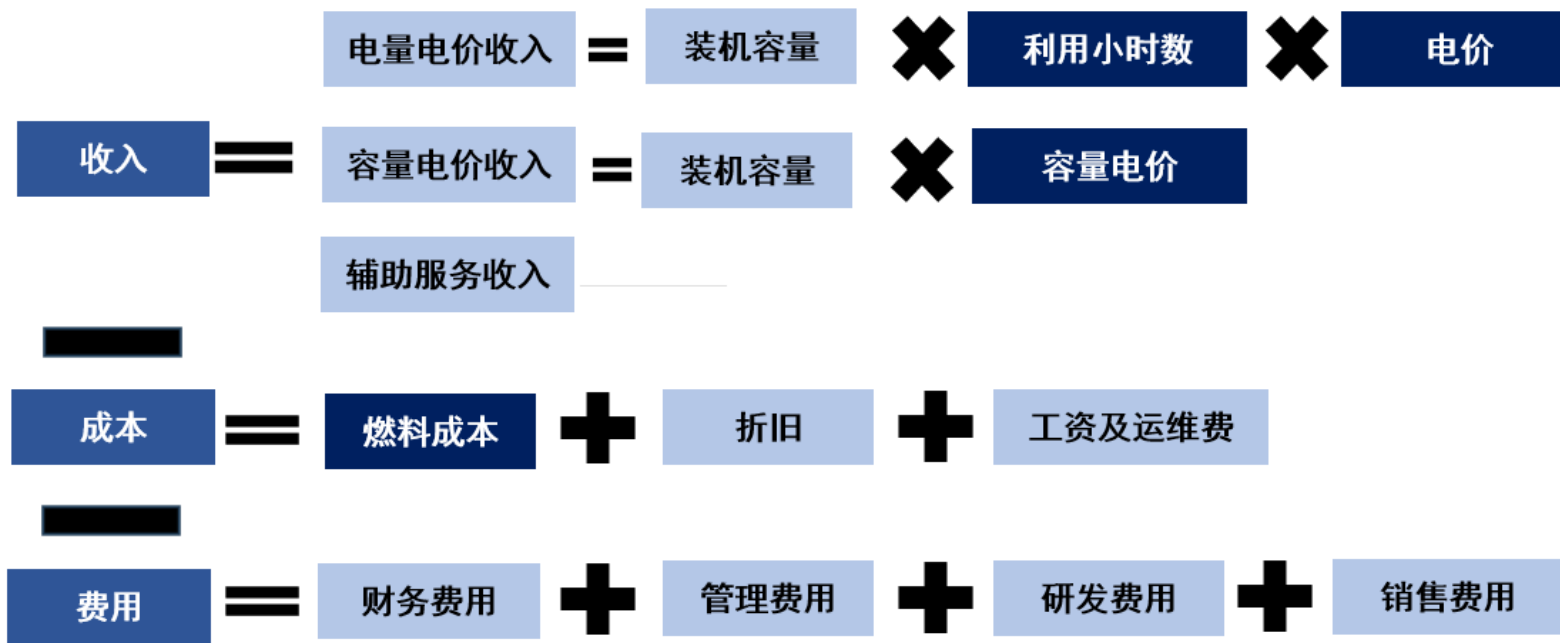 电量电价收入 = 装机容量 × 利用小时数 × 电价
收入 = 容量电价收入 = 装机容量 × 容量电价
辅助服务收入
—
成本 = 燃料成本 + 折旧 + 工资及运维费
—
费用 = 财务费用 + 管理费用 + 研发费用 + 销售费用